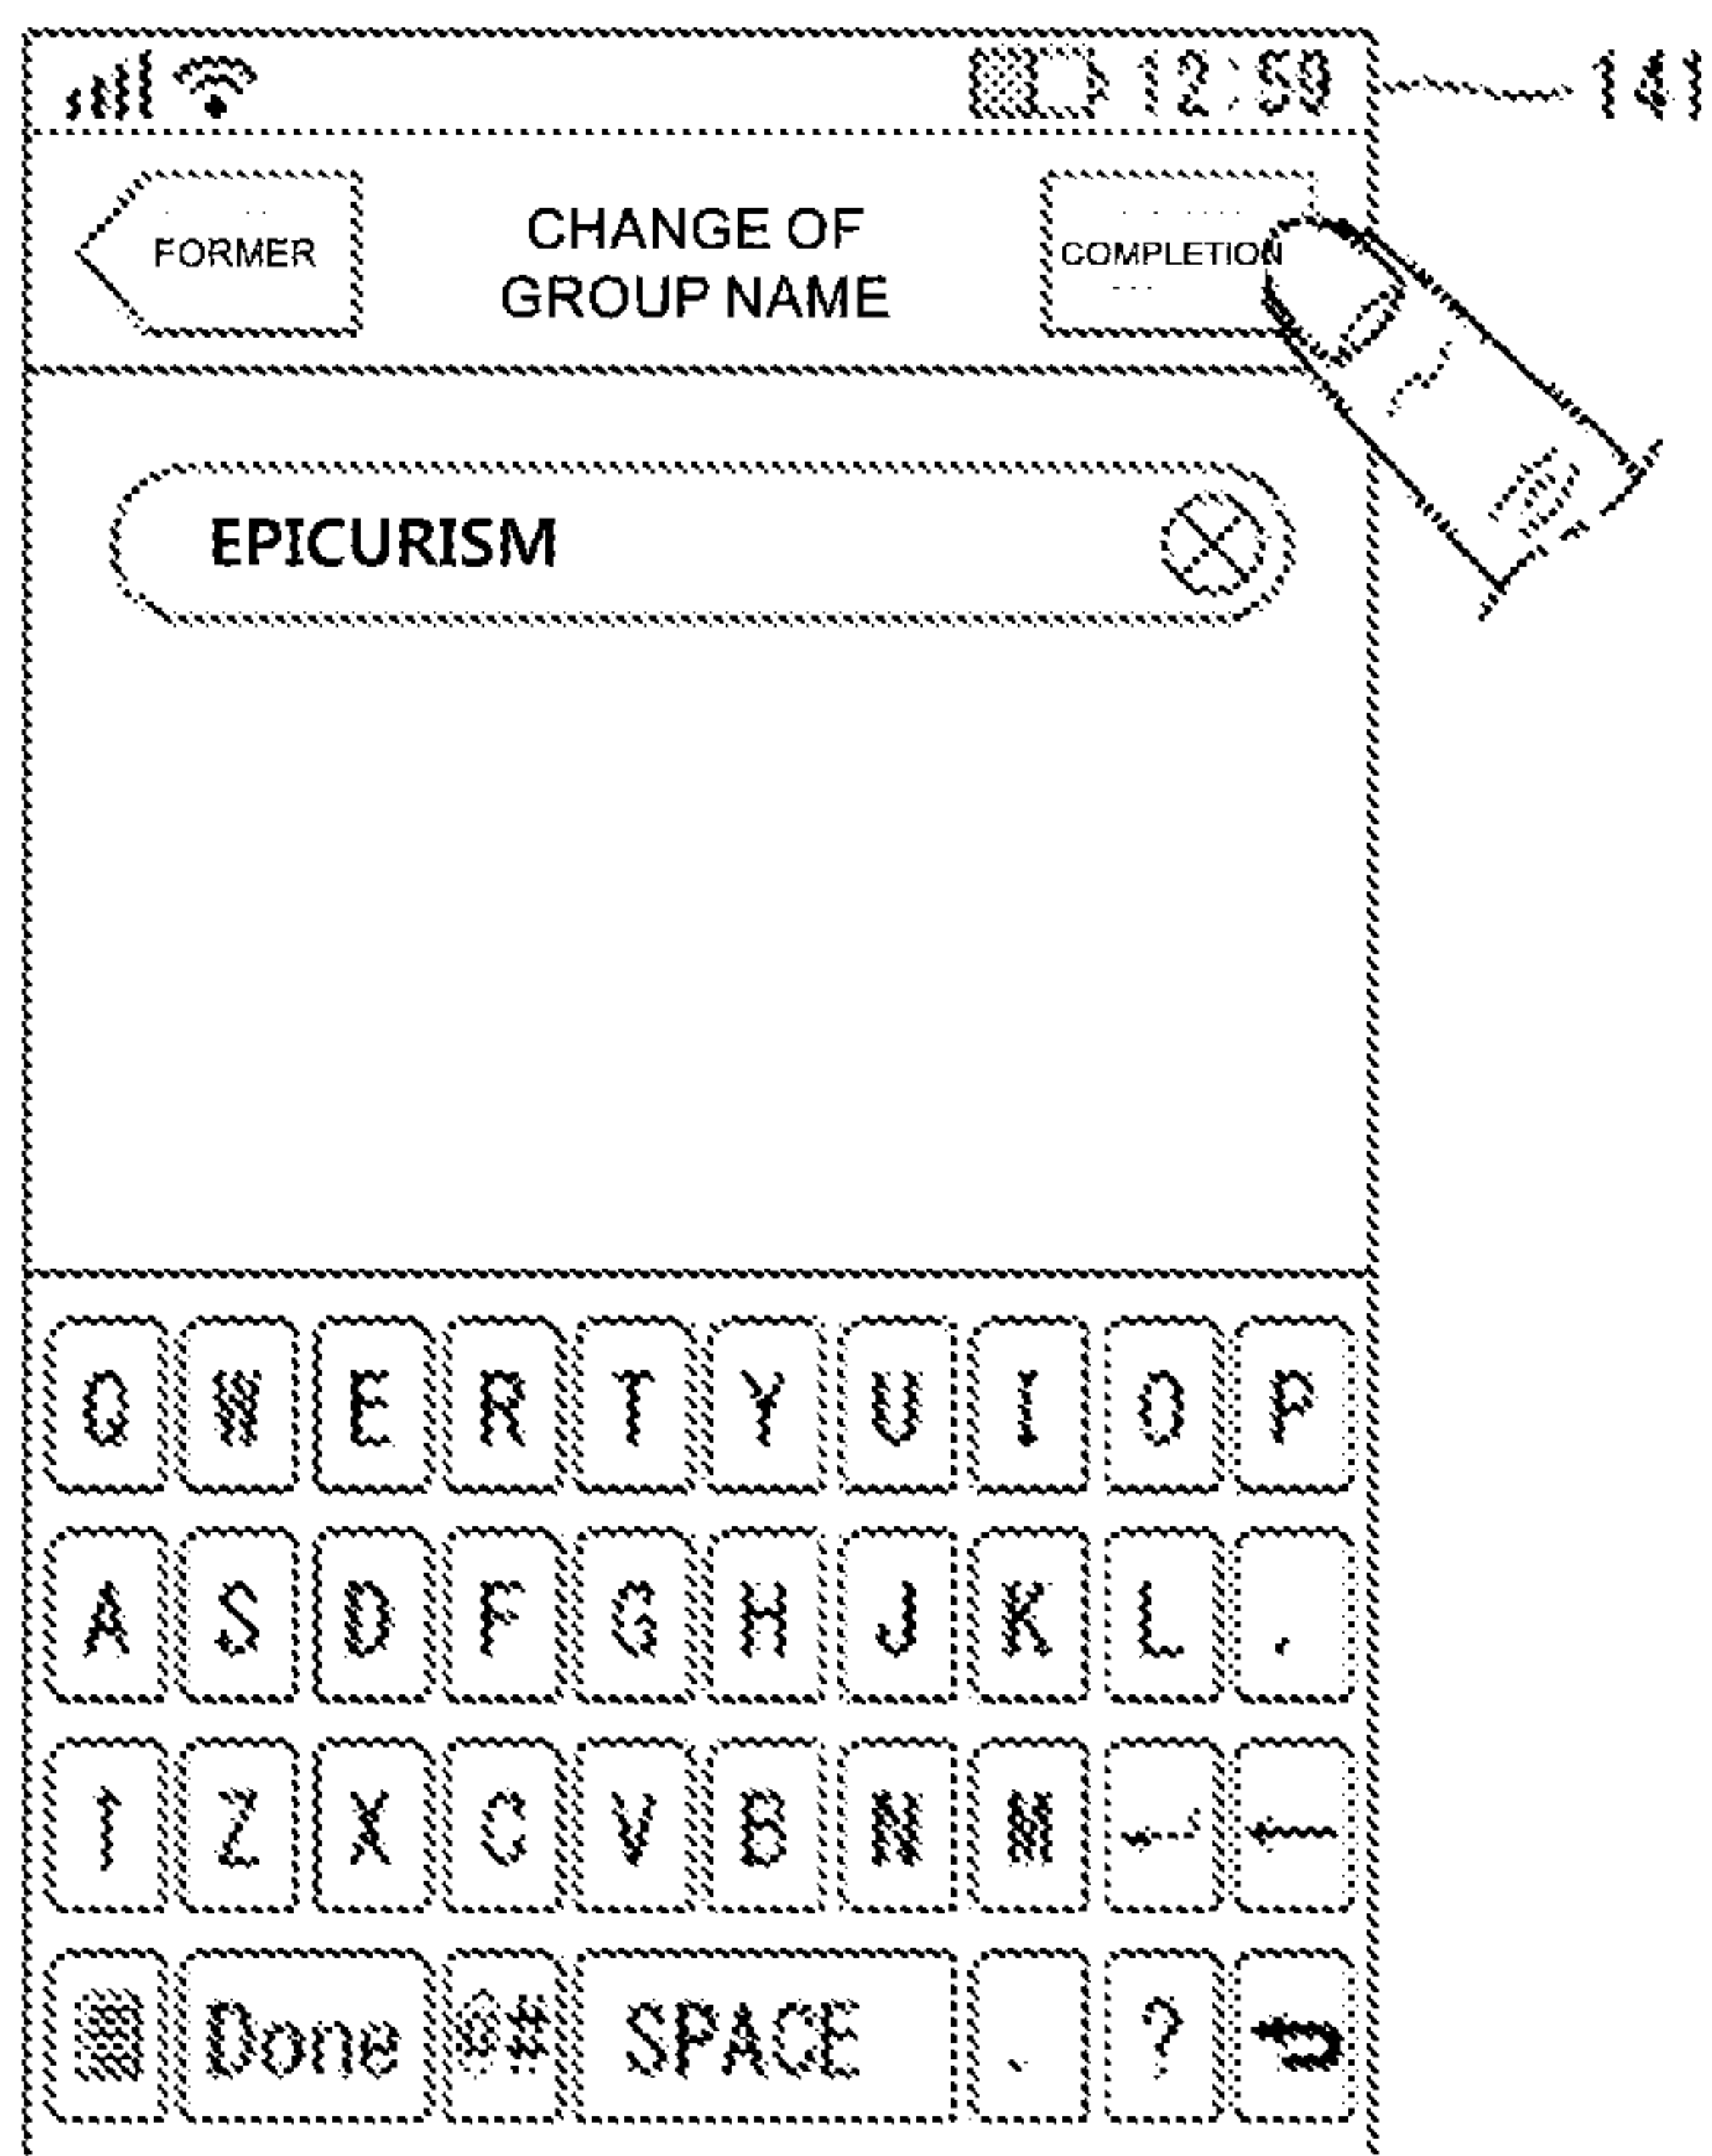 12:59
141
FORMER
CHANGE OF
GROUP NAME
COMPLETION
EPICURISM
Q W E R T Y U I O P
A S D F G H J K L .
Z X C V B N M
Done @# SPACE . ?